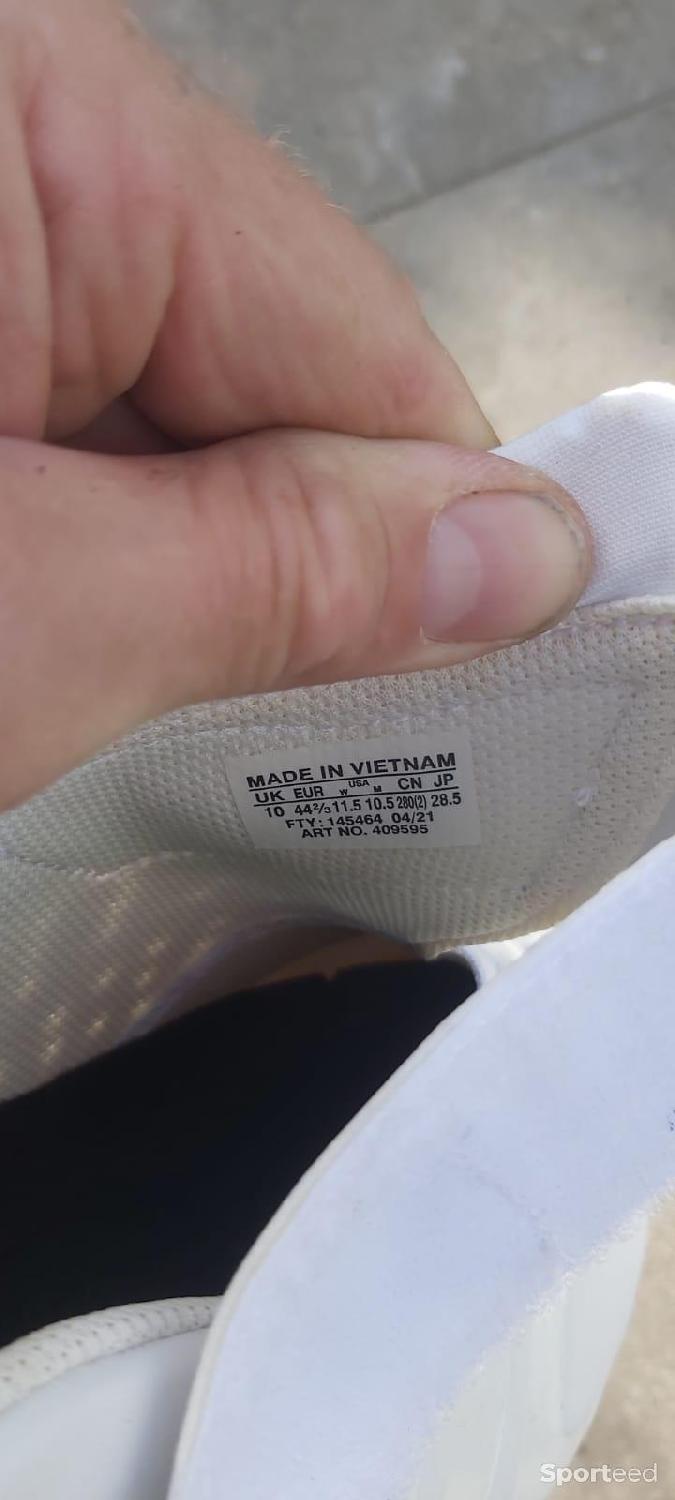 MADE IN VIETNAM
UK EUR W USA M CN JP
10 44²/₃ 11.5 10.5 280(2) 28.5
FTY: 145464 04/21
ART NO. 409595
Sporteed